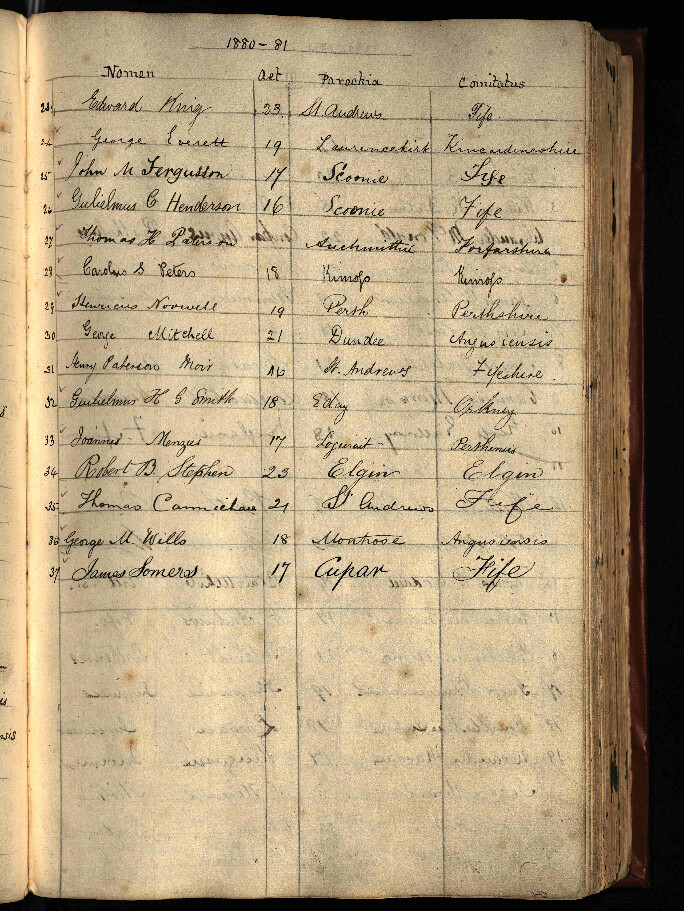 1880-81
Nomen Aet Parochia Comitatus
Edward King 23 St Andrews Fife
24 George Everett 19 Laurencekirk Kincardineshire
25 John M Fergusson 17 Scoonie Fife
26 Gulielmus C Henderson 16 Scoonie Fife
27 Thomas H Paterson Auchmithie Forfarshire
28 Carolus S Peters 18 Kinross Kinross
29 Henricus Norwell 19 Perth Perthshire
30 George Mitchell 21 Dundee Angusiensis
31 Henry Paterson Moir 16 St. Andrews Fifeshire.
32 Gulielmus H G Smith 18 Eday Orkney
33 Joannes Menzies 17 Logierait Perthensis
34 Robert B Stephen 23 Elgin Elgin
35 Thomas Carmichael 21 St Andrews Fife
36 George M. Wills 18 Montrose Angusiensis
37 James Somers 17 Cupar Fife